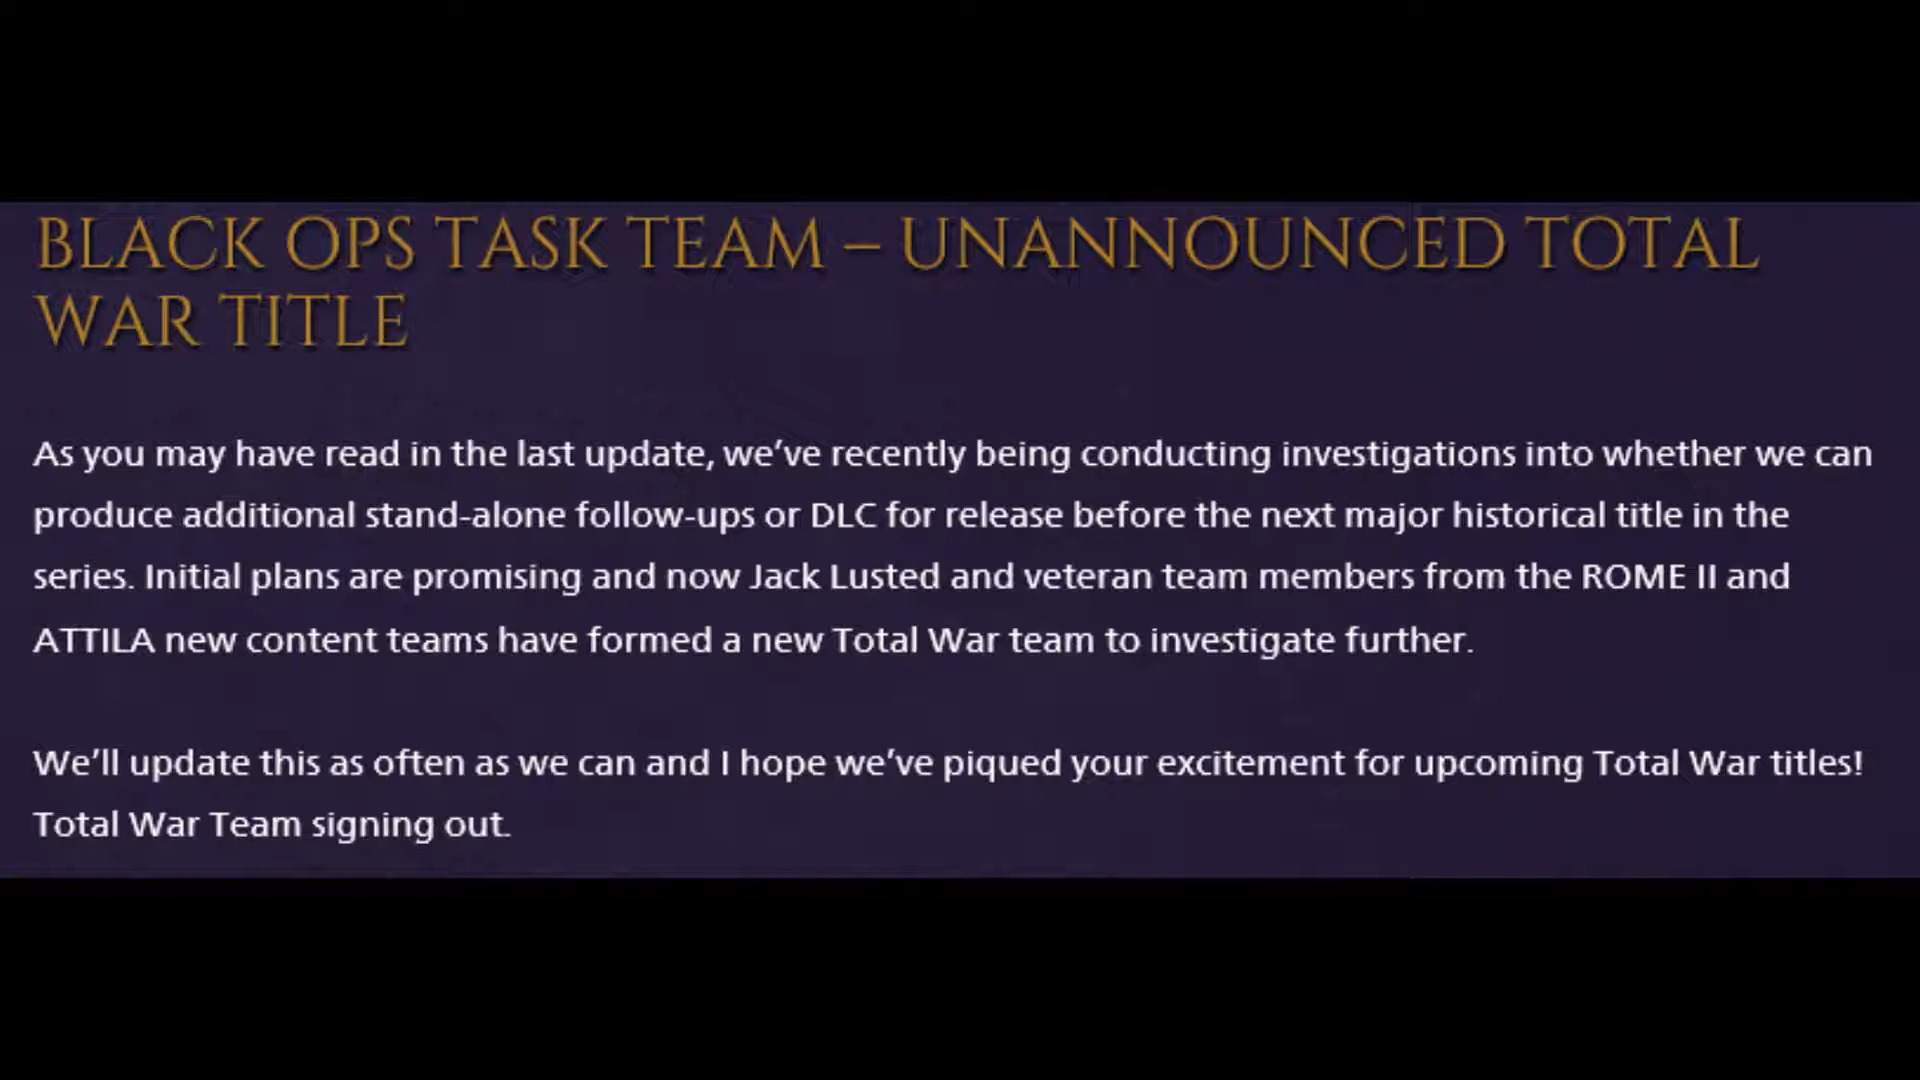 BLACK OPS TASK TEAM – UNANNOUNCED TOTAL
WAR TITLE
As you may have read in the last update, we’ve recently being conducting investigations into whether we can
produce additional stand-alone follow-ups or DLC for release before the next major historical title in the
series. Initial plans are promising and now Jack Lusted and veteran team members from the ROME II and
ATTILA new content teams have formed a new Total War team to investigate further.
We’ll update this as often as we can and I hope we’ve piqued your excitement for upcoming Total War titles!
Total War Team signing out.